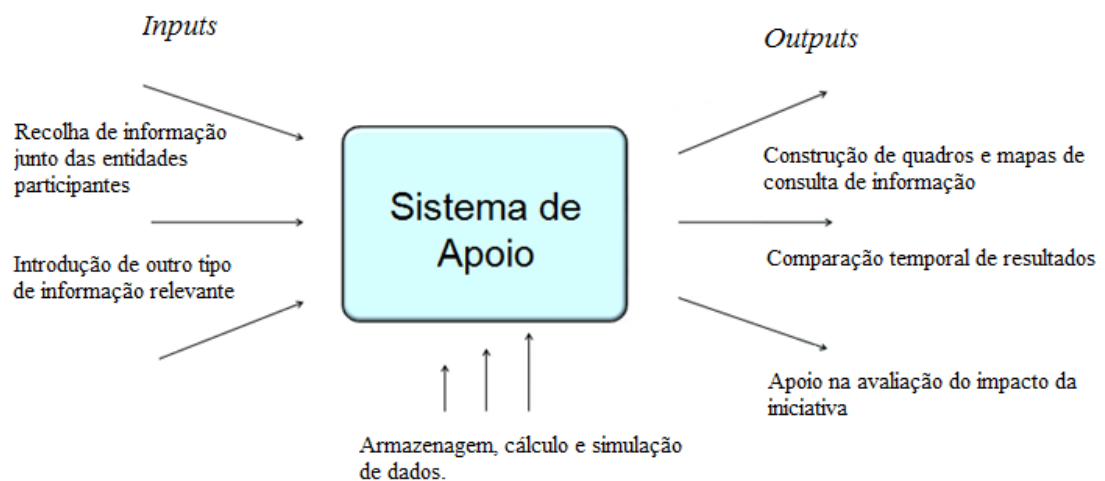 Inputs
Outputs
Recolha de informação
junto das entidades
participantes
Introdução de outro tipo
de informação relevante
Sistema de
Apoio
Construção de quadros e mapas de
consulta de informação
Comparação temporal de resultados
Apoio na avaliação do impacto da
iniciativa
Armazenagem, cálculo e simulação
de dados.